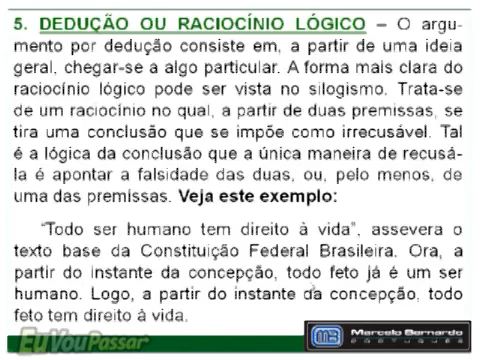 5. DEDUÇÃO OU RACIOCÍNIO LÓGICO – O argu-
mento por dedução consiste em, a partir de uma ideia
geral, chegar-se a algo particular. A forma mais clara do
raciocínio lógico pode ser vista no silogismo. Trata-se
de um raciocínio no qual, a partir de duas premissas, se
tira uma conclusão que se impõe como irrecusável. Tal
é a lógica da conclusão que a única maneira de recusá-
la é apontar a falsidade das duas, ou, pelo menos, de
uma das premissas. Veja este exemplo:
"Todo ser humano tem direito à vida", assevera o
texto base da Constituição Federal Brasileira. Ora, a
partir do instante da concepção, todo feto já é um ser
humano. Logo, a partir do instante da concepção, todo
feto tem direito à vida.
EuVouPassar
MB Marcelo Bernardo
PORTUGUÊS